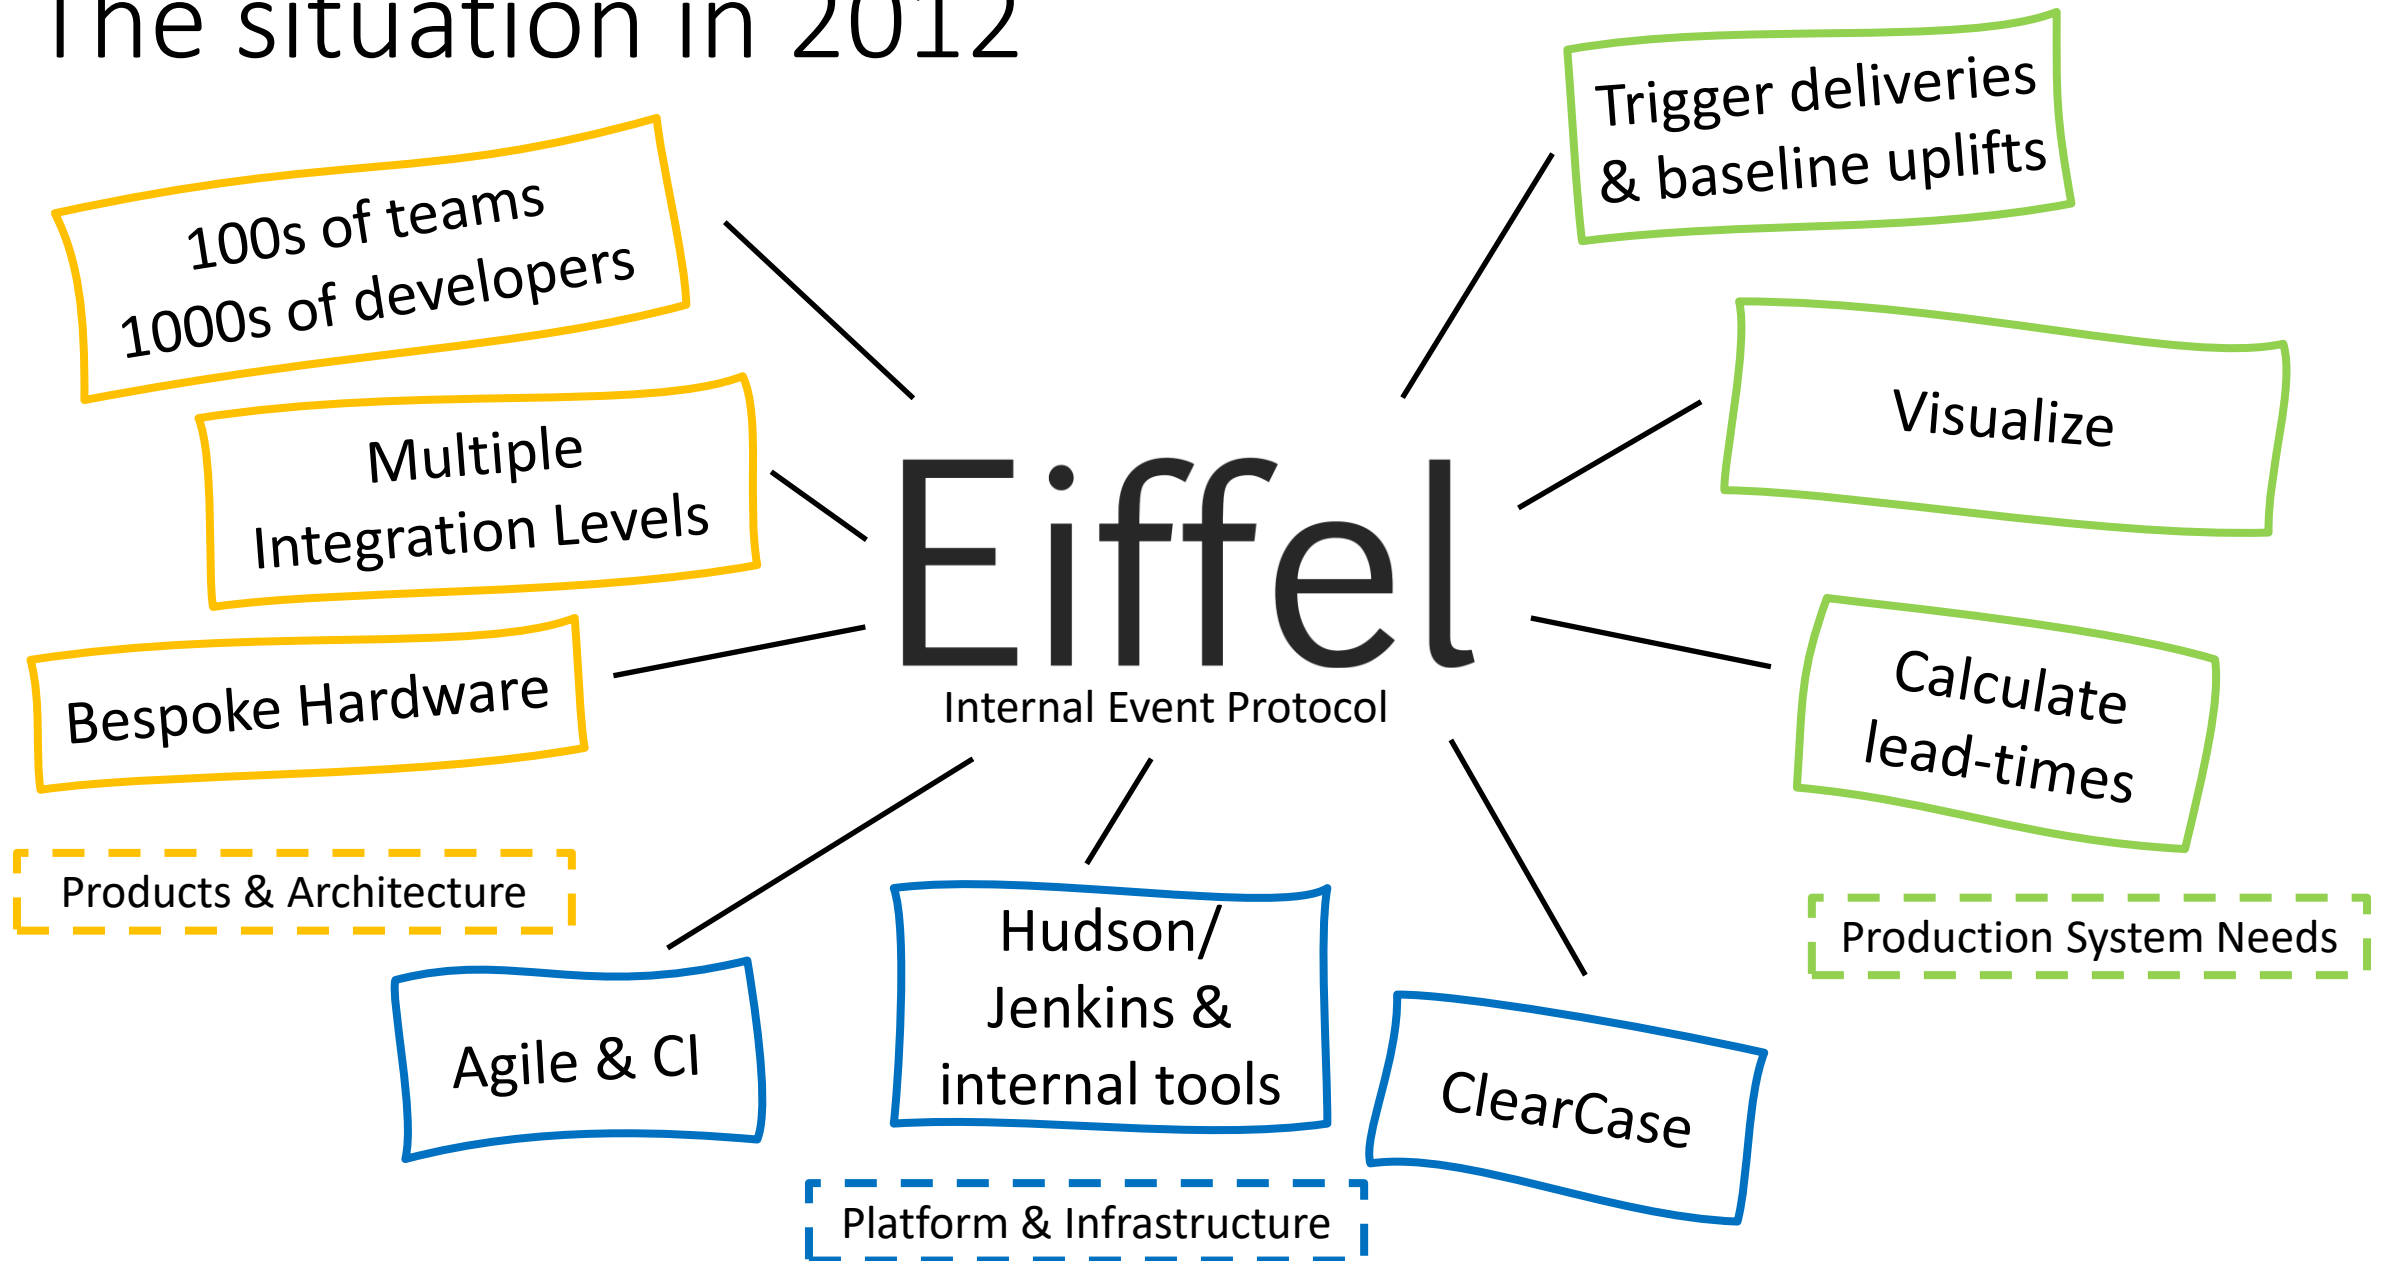 The situation in 2012
100s of teams
1000s of developers
Multiple
Integration Levels
Bespoke Hardware
Products & Architecture
Eiffel
Internal Event Protocol
Trigger deliveries
& baseline uplifts
Visualize
Calculate
lead-times
Production System Needs
Agile & CI
Hudson/
Jenkins &
internal tools
ClearCase
Platform & Infrastructure